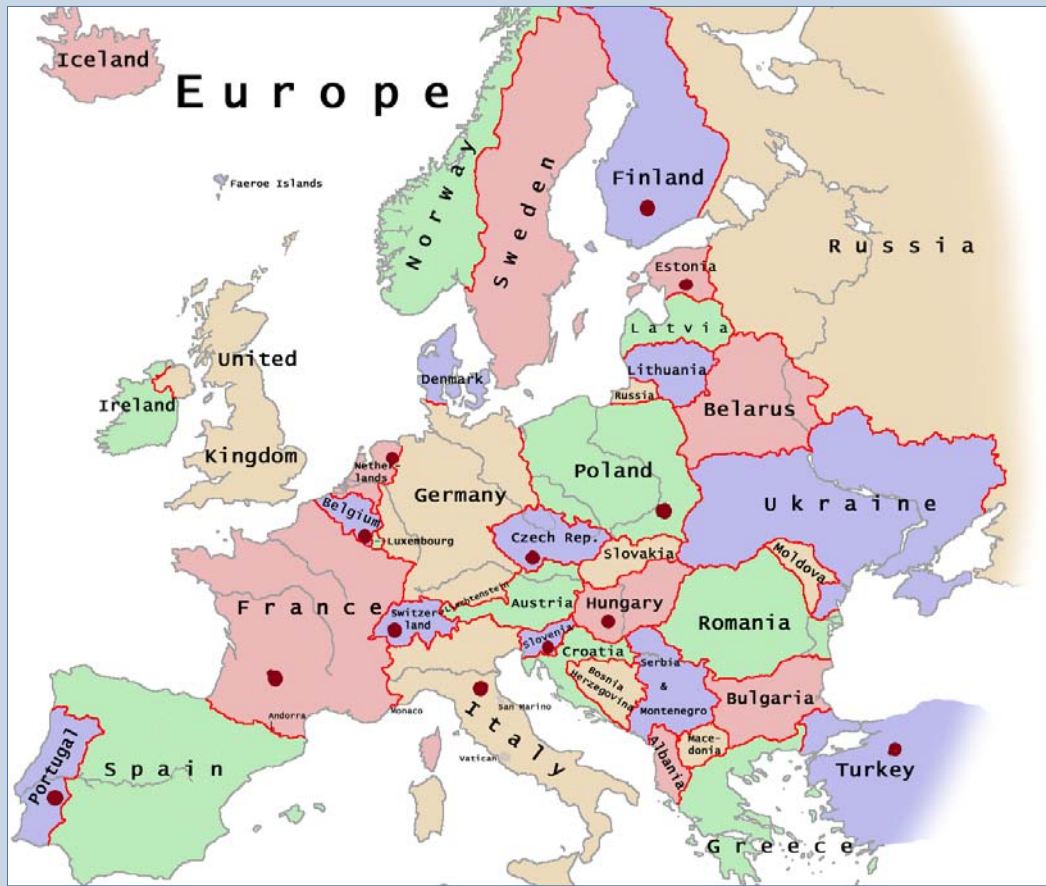 Iceland
Europe
Faeroe Islands
Norway
Sweden
Finland
Russia
Estonia
Latvia
Lithuania
Russia
Belarus
United
Kingdom
Ireland
Denmark
Nether-
lands
Belgium
Luxembourg
Germany
Poland
Czech Rep.
Slovakia
Ukraine
Moldova
France
Switzer-
land
Liechtenstein
Austria
Hungary
Romania
Slovenia
Croatia
Bosnia
Herzegovina
Serbia
&
Montenegro
Bulgaria
Andorra
Monaco
San Marino
Italy
Vatican
Albania
Mace-
donia
Portugal
Spain
Turkey
Greece